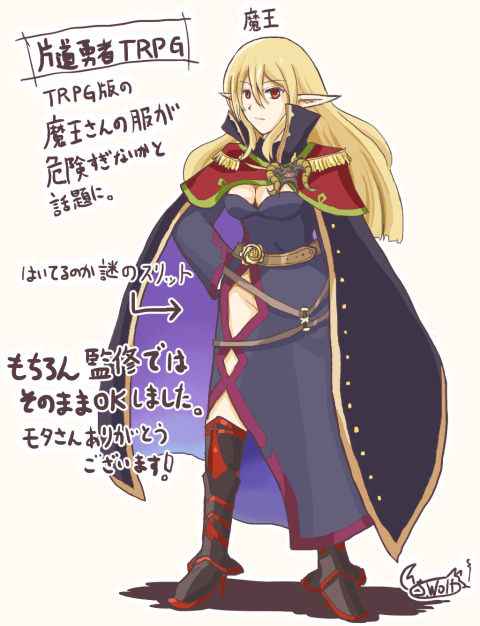 魔王
片道勇者TRPG
TRPG版の
魔王さんの服が
危険すぎないかと
話題に。
はいてるのか謎のスリット
もちろん監修では
そのままOKしました。
モタさんありがとう
ございます!
SWolf